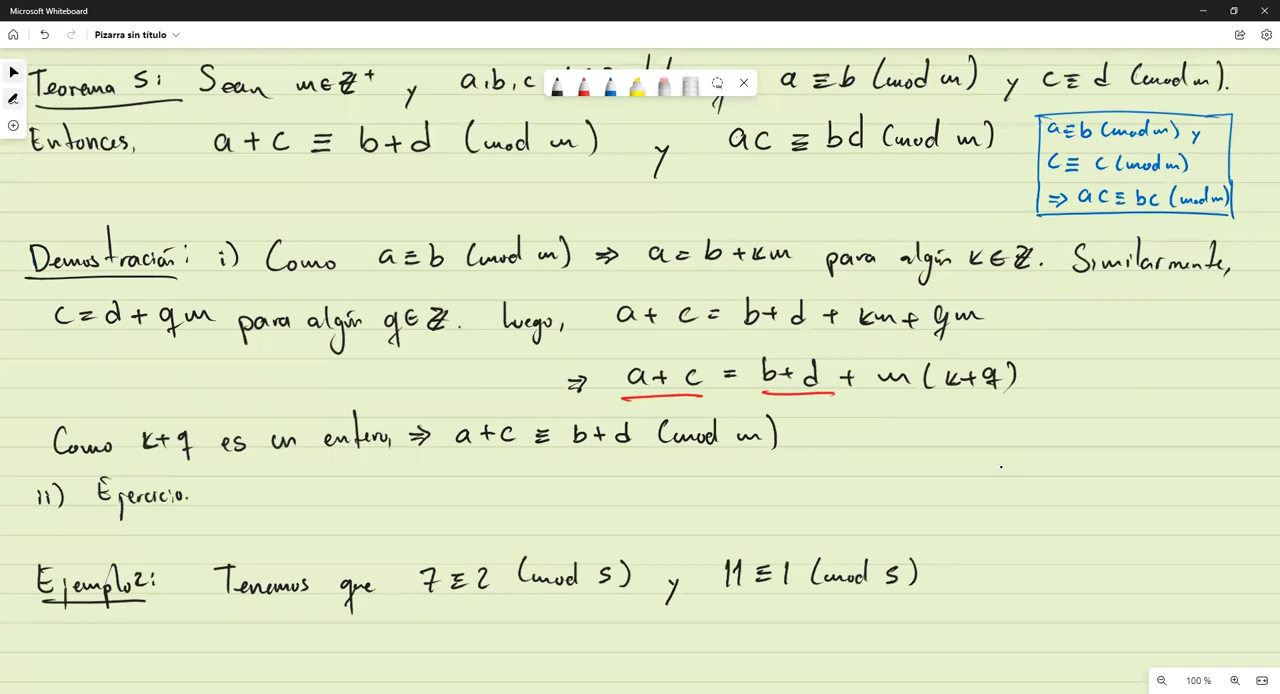 Microsoft Whiteboard
Pizarra sin título
Teorema 5: Sean m∈ℤ⁺ y a,b,c a≡b (mod m) y c≡d (mod m).
Entonces, a+c ≡ b+d (mod m) y ac ≡ bd (mod m)
a≡b (mod m) y
c≡ c (mod m)
⇒ ac≡bc (mod m)
Demostración: i) Como a≡b (mod m) ⇒ a=b+km para algún k∈ℤ. Similarmente,
c=d+qm para algún q∈ℤ. Luego, a+c=b+d+km+qm
⇒ a+c = b+d + m(k+q)
Como k+q es un entero, ⇒ a+c ≡ b+d (mod m)
ii) Ejercicio.
Ejemplo 2: Tenemos que 7≡2 (mod 5) y 11≡1 (mod 5)
100 %